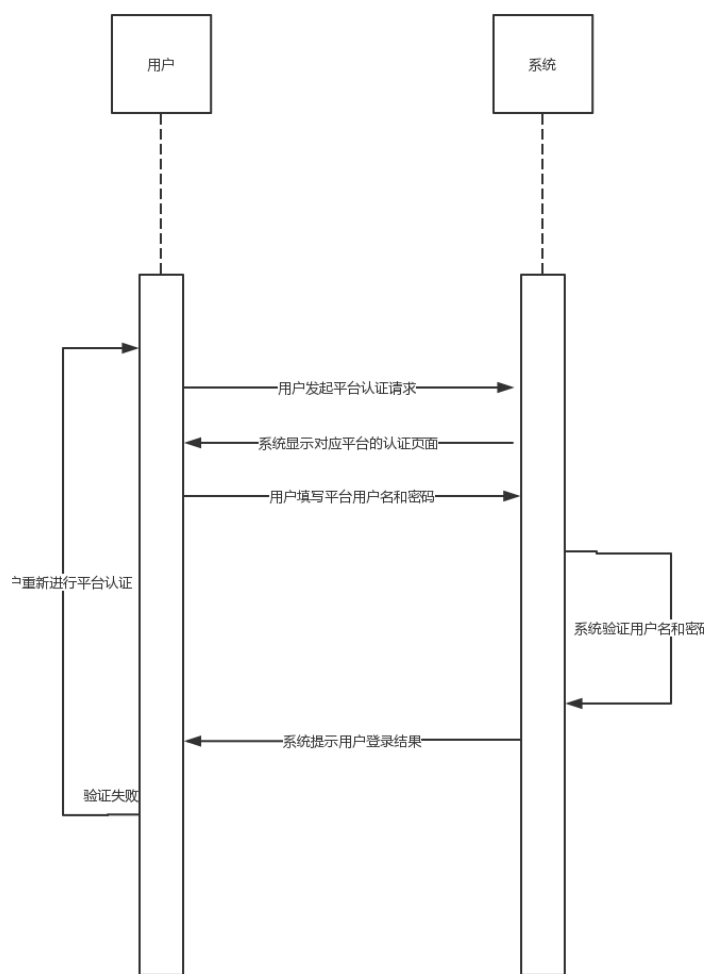 用户
系统
用户发起平台认证请求
系统显示对应平台的认证页面
用户填写平台用户名和密码
户重新进行平台认证
系统验证用户名和密码
系统提示用户登录结果
验证失败